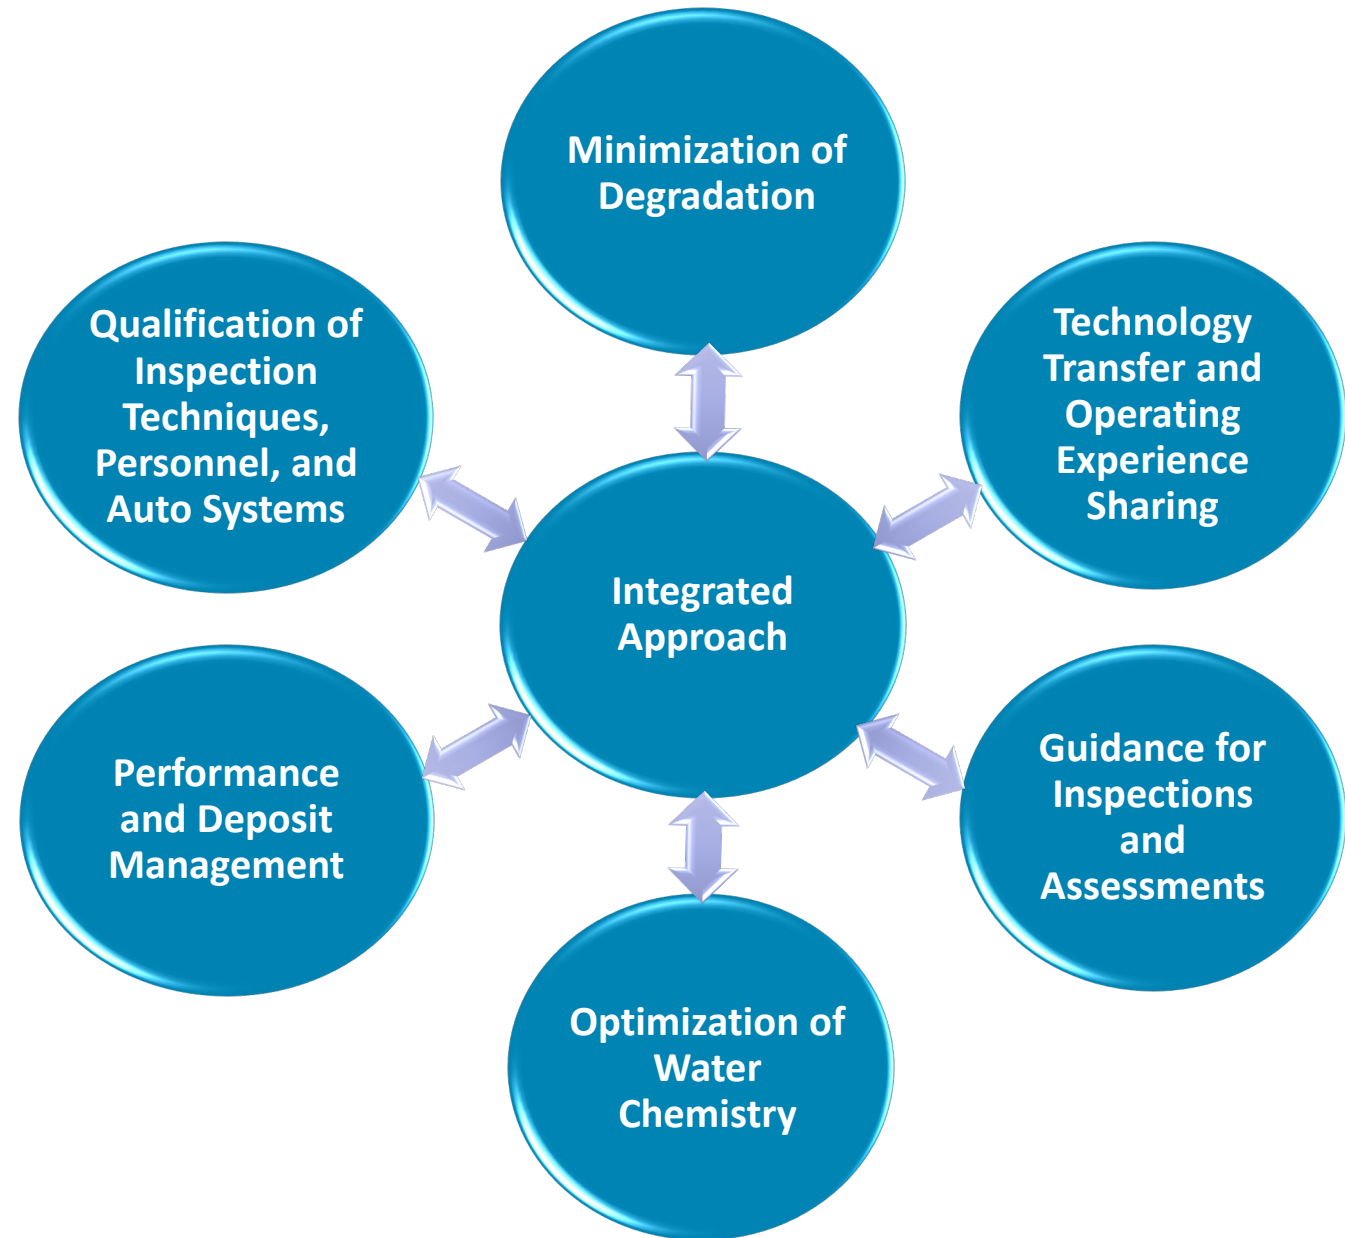 Minimization of
Degradation
Qualification of
Inspection
Techniques,
Personnel, and
Auto Systems
Technology
Transfer and
Operating
Experience
Sharing
Integrated
Approach
Performance
and Deposit
Management
Guidance for
Inspections
and
Assessments
Optimization of
Water
Chemistry